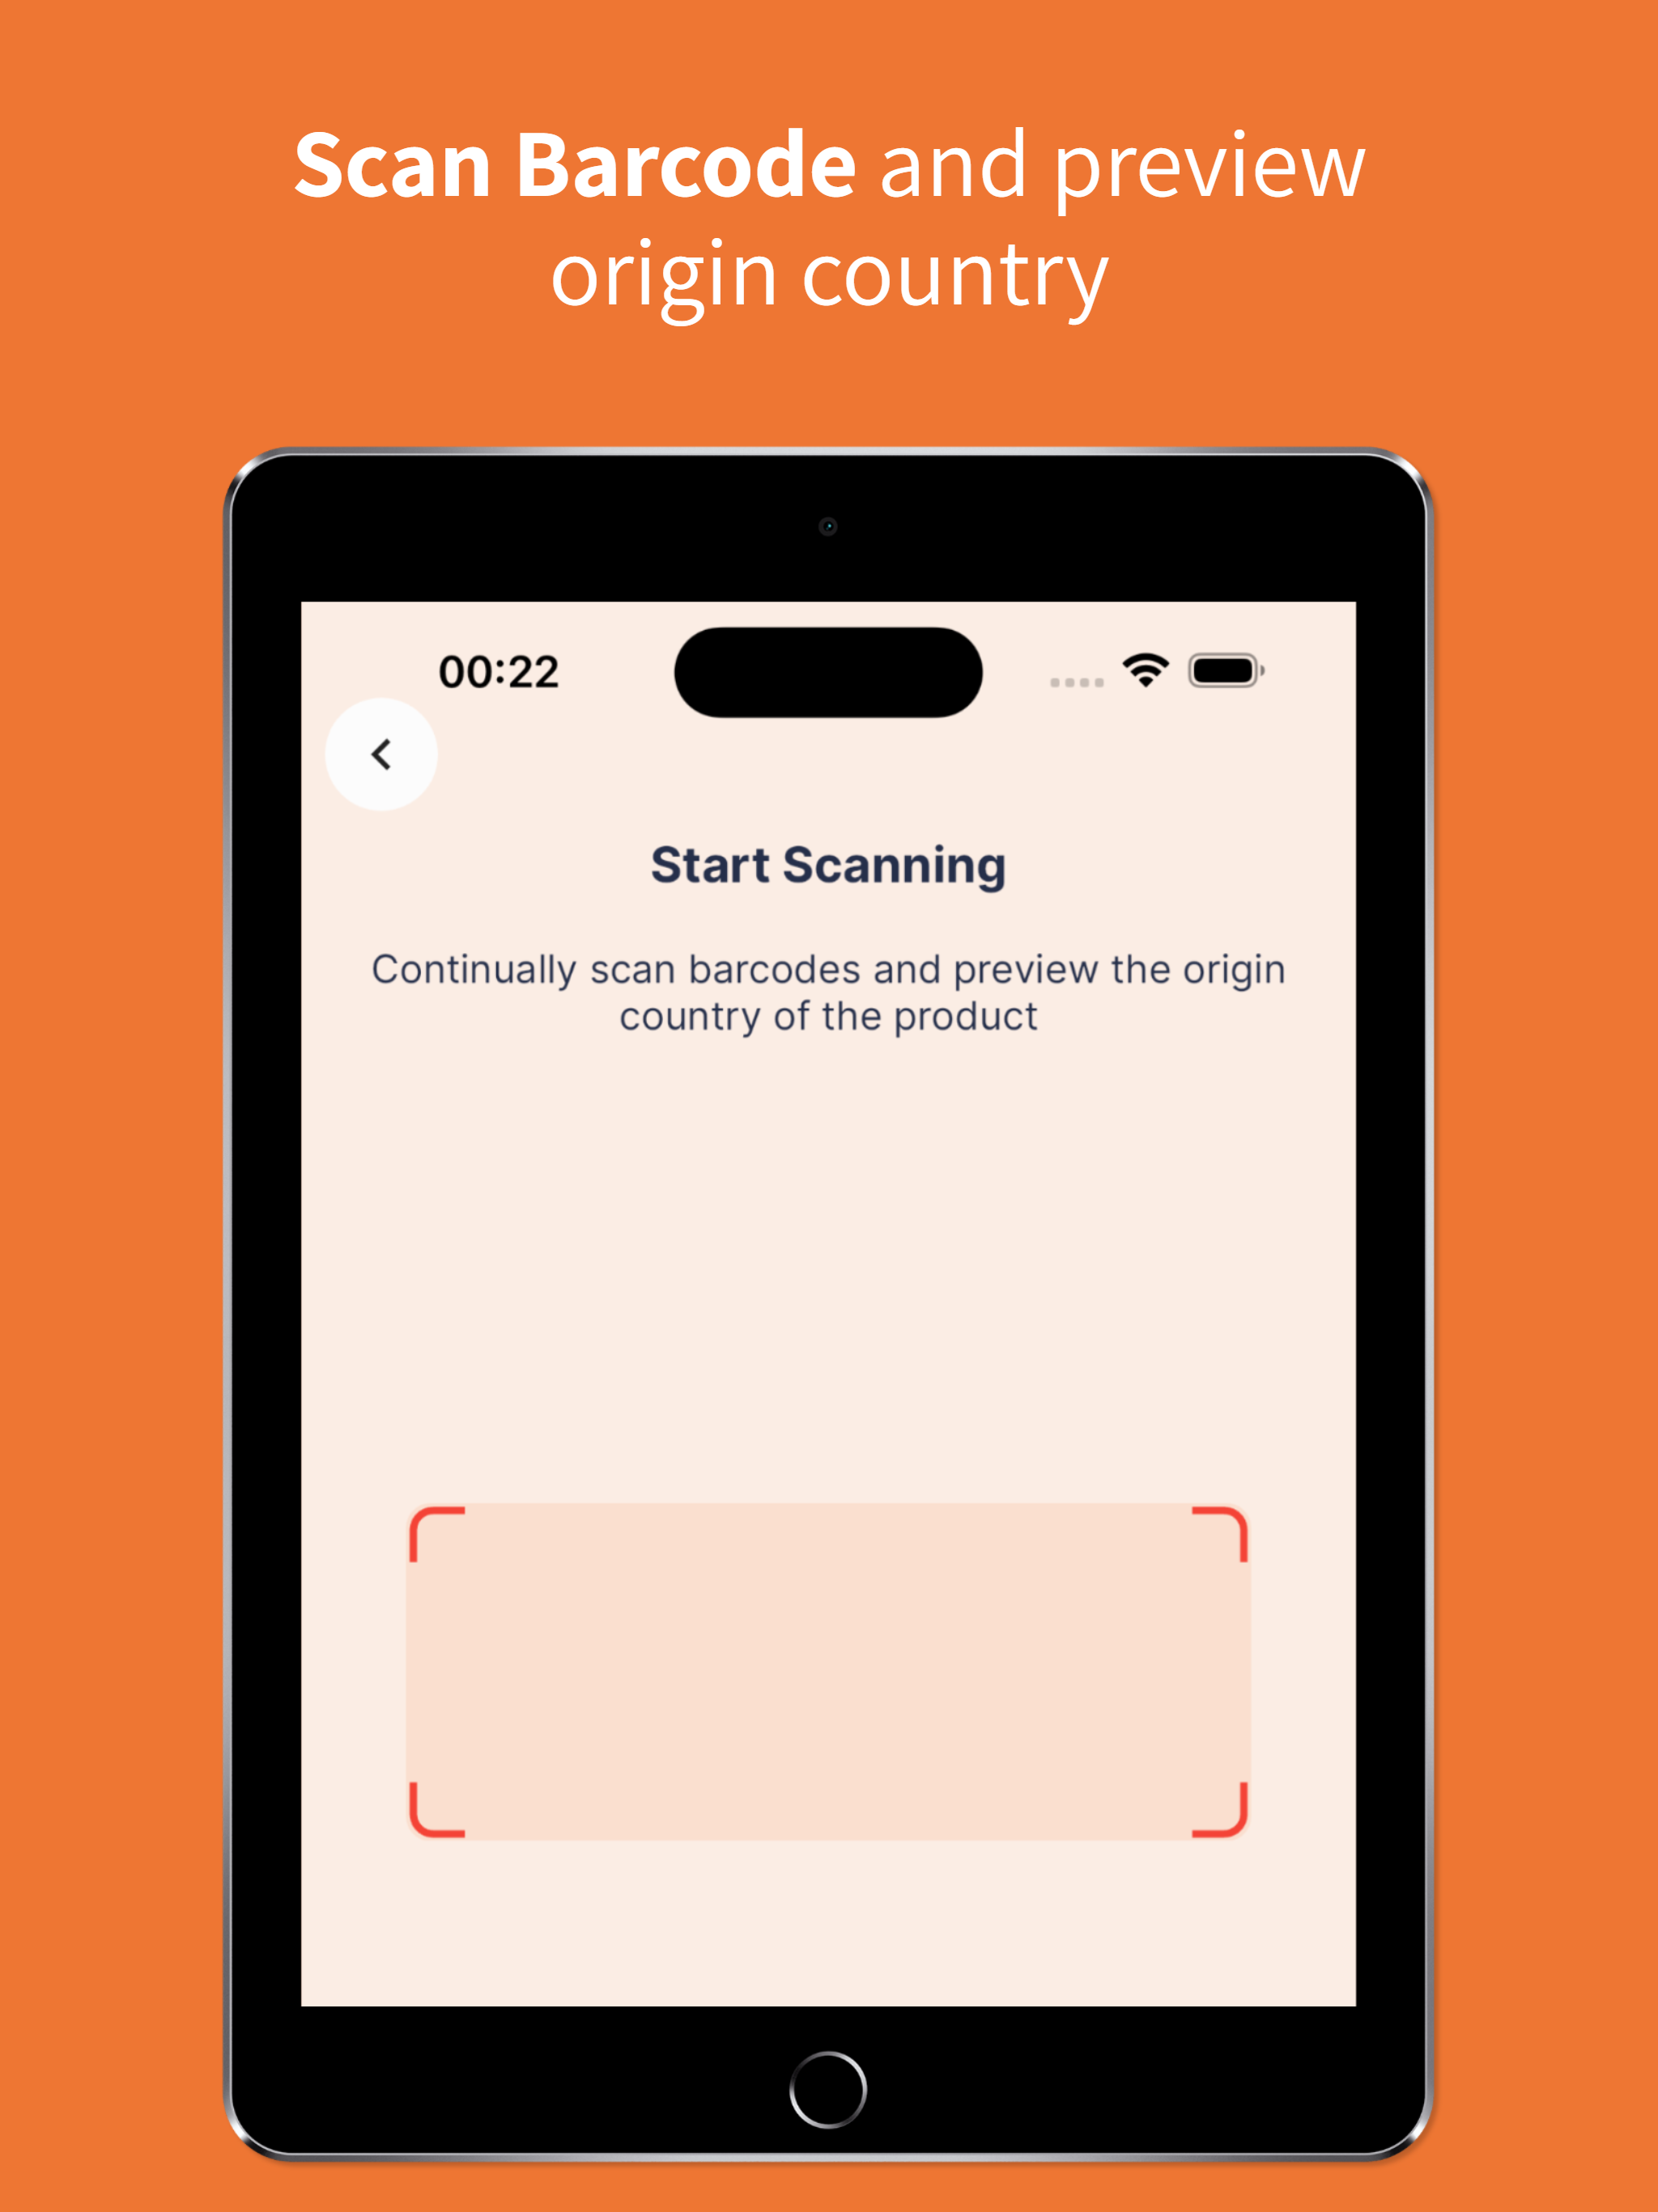 Scan Barcode and preview
origin country
00:22
Start Scanning
Continually scan barcodes and preview the origin
country of the product